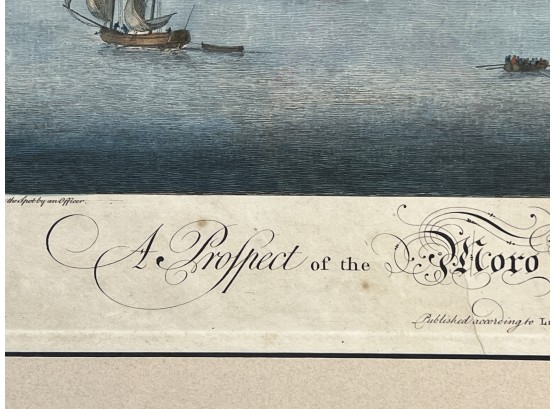 the Spot by an Officer.
A Proſpect of the Moro
Published according to